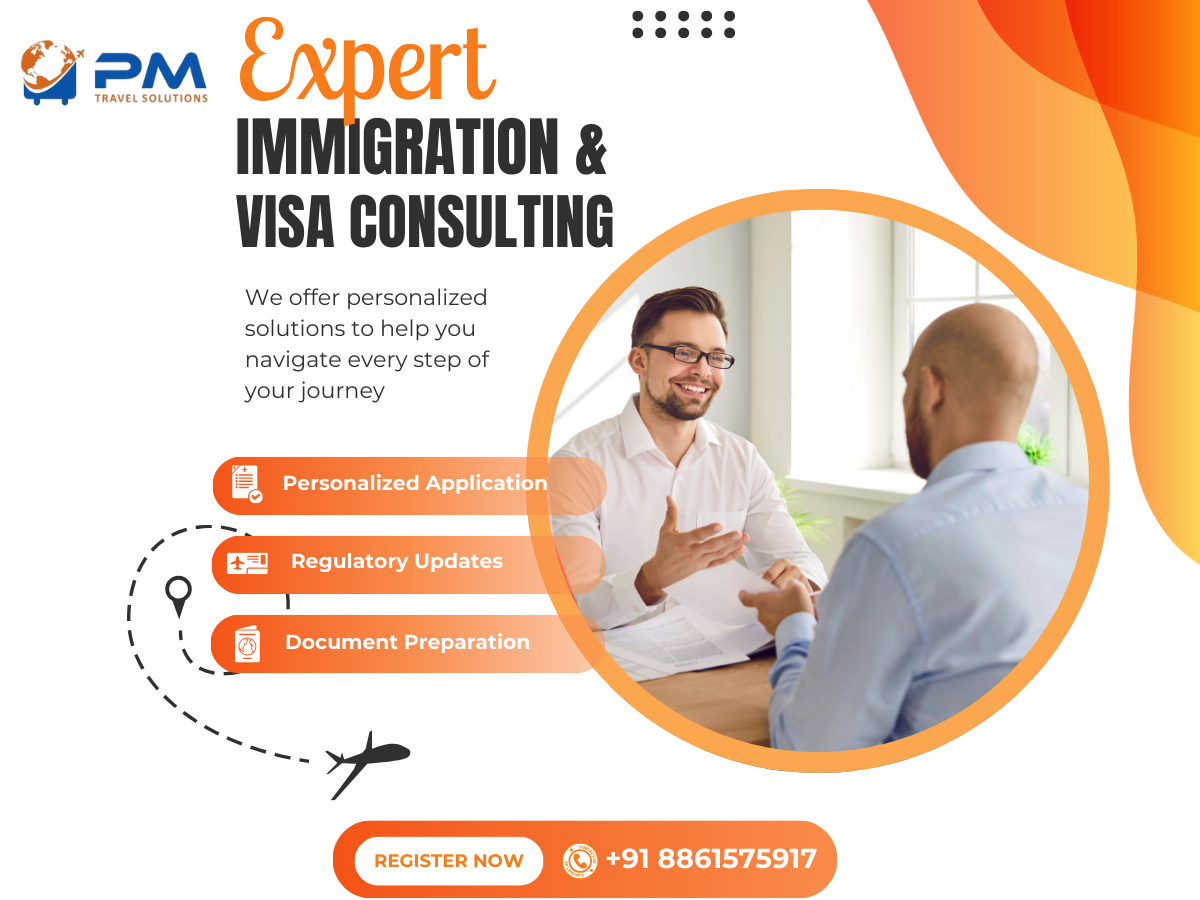 PM
TRAVEL SOLUTIONS
Expert
IMMIGRATION &
VISA CONSULTING
We offer personalized
solutions to help you
navigate every step of
your journey
Personalized Application
Regulatory Updates
Document Preparation
REGISTER NOW
+91 8861575917